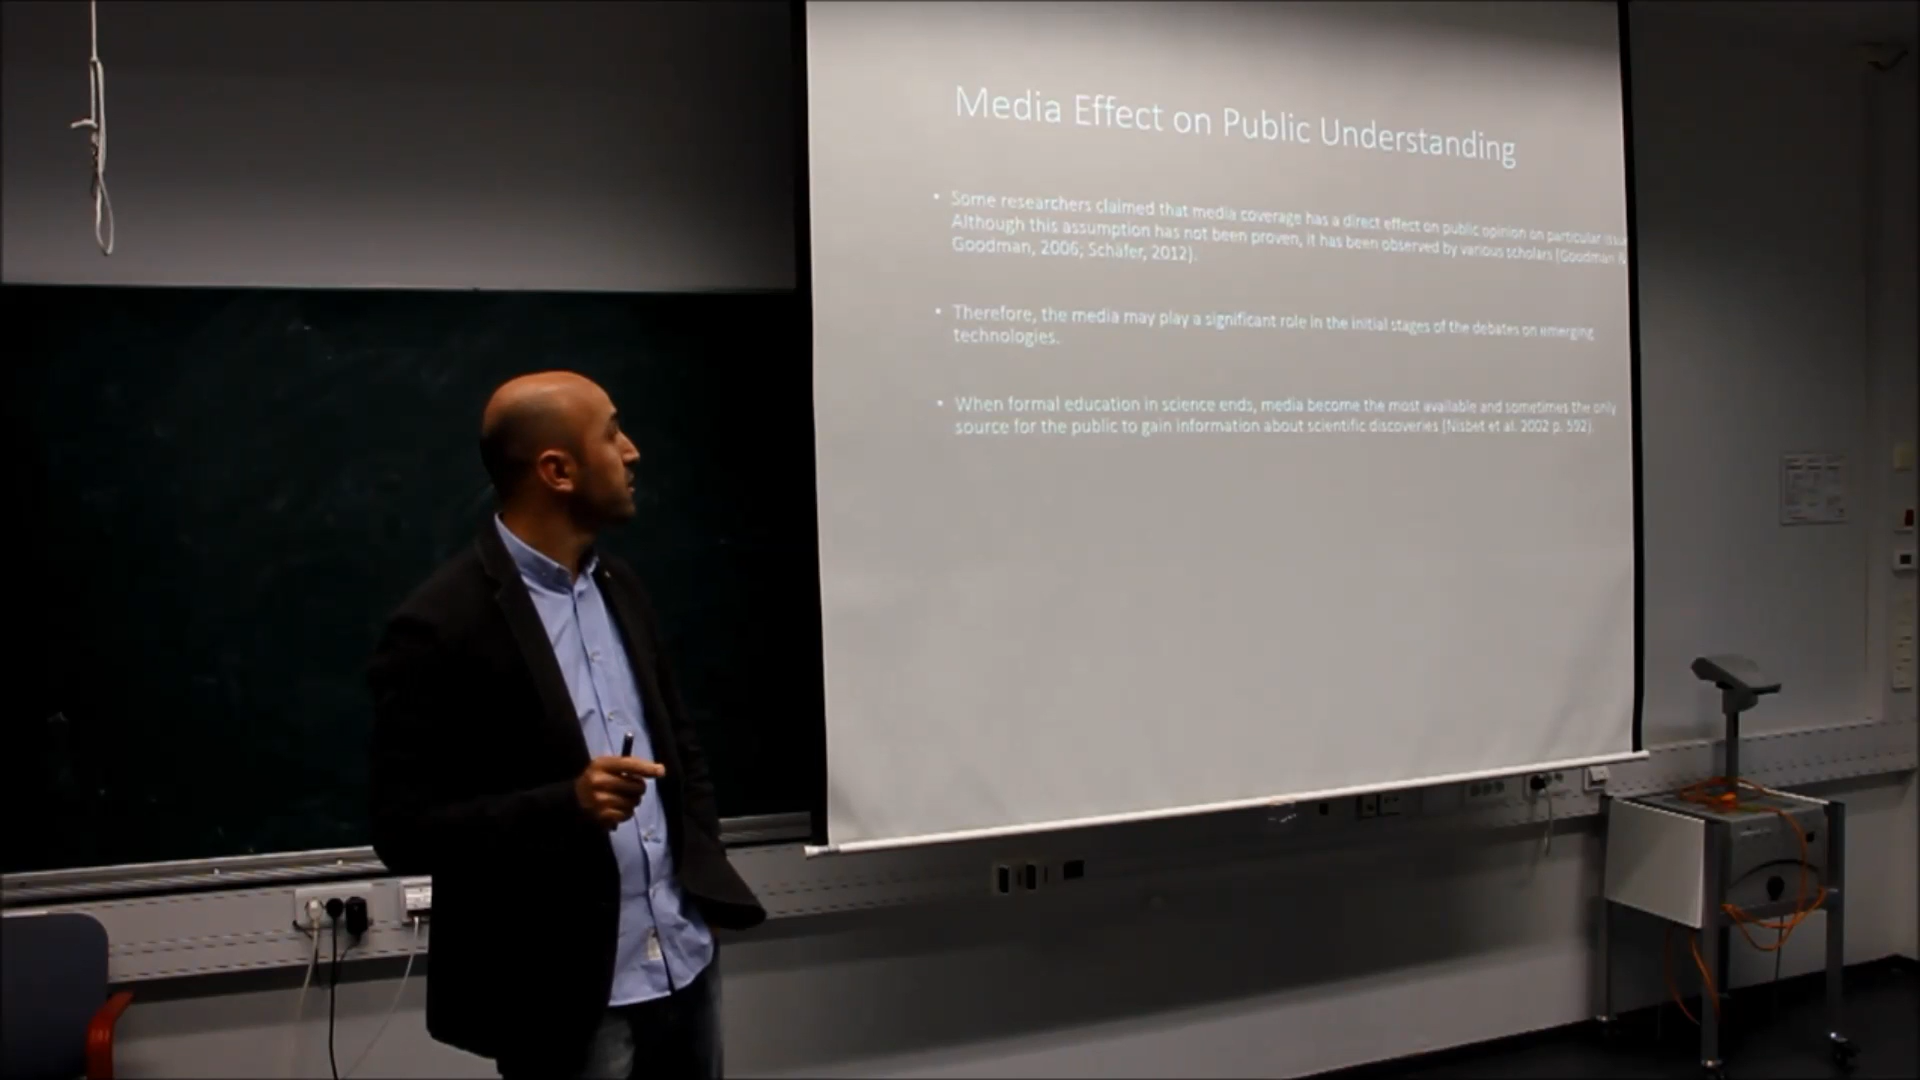 Media Effect on Public Understanding
• Some researchers claimed that media coverage has a direct effect on public opinion on particular issu
Although this assumption has not been proven, it has been observed by various scholars (Goodman &
Goodman, 2006; Schäfer, 2012).
• Therefore, the media may play a significant role in the initial stages of the debates on emerging
technologies.
• When formal education in science ends, media become the most available and sometimes the only
source for the public to gain information about scientific discoveries (Nisbet et al. 2002 p. 592).